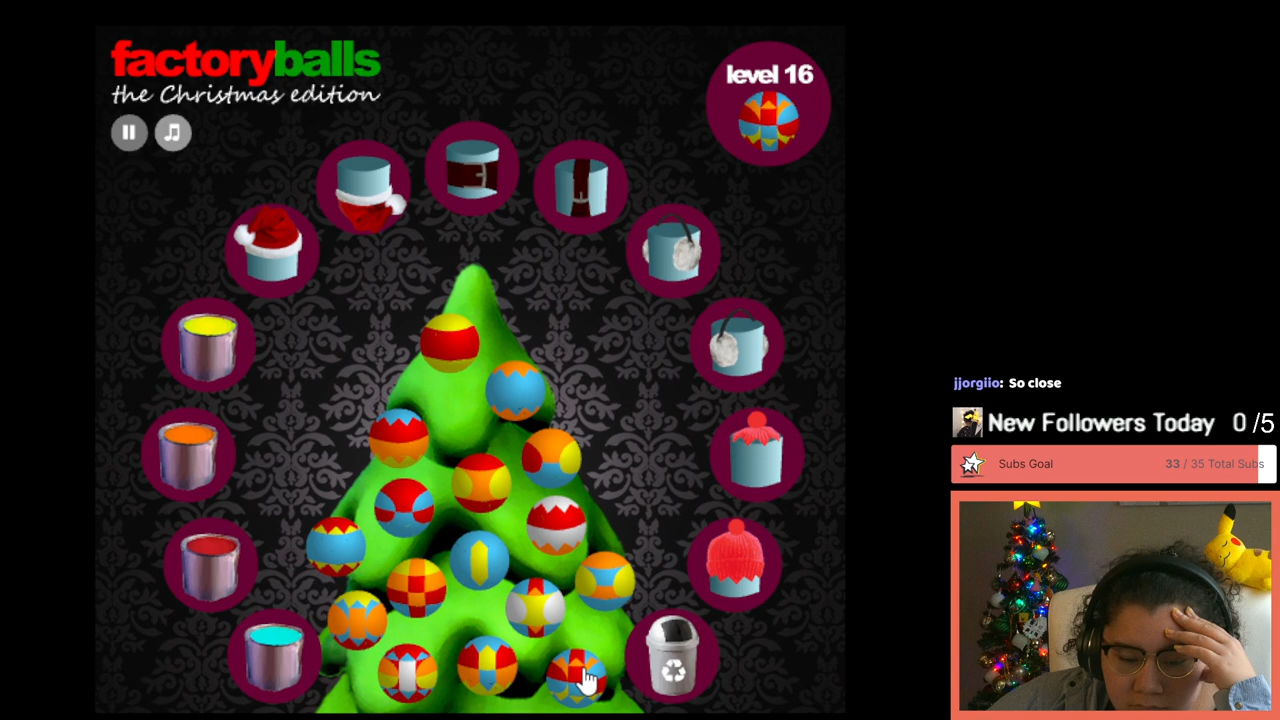 factoryballs
the Christmas edition
level 16
jjorgiio: So close
New Followers Today 0 /5
Subs Goal 33 / 35 Total Subs